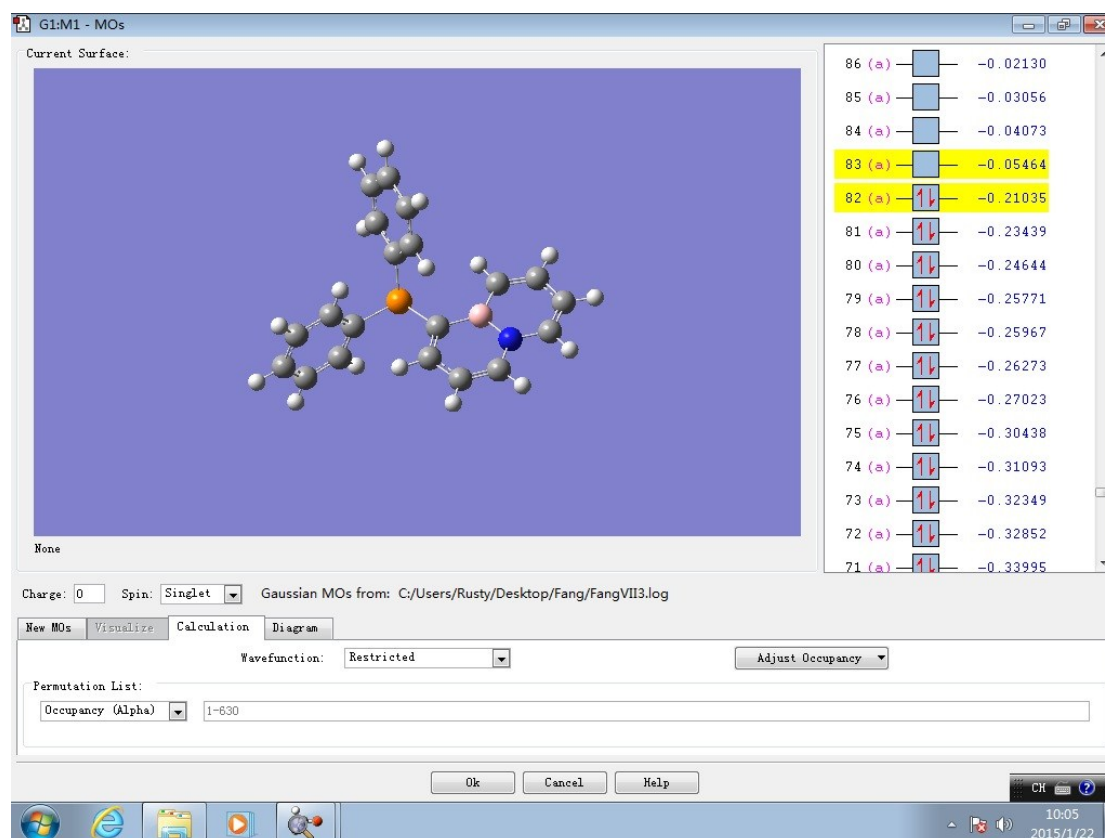 G1:M1 - MOs
Current Surface:
None
86 (a) -0.02130
85 (a) -0.03056
84 (a) -0.04073
83 (a) -0.05464
82 (a) -0.21035
81 (a) -0.23439
80 (a) -0.24644
79 (a) -0.25771
78 (a) -0.25967
77 (a) -0.26273
76 (a) -0.27023
75 (a) -0.30438
74 (a) -0.31093
73 (a) -0.32349
72 (a) -0.32852
71 (a) -0.33995
Charge: 0 Spin: Singlet Gaussian MOs from: C:/Users/Rusty/Desktop/Fang/FangVII3.log
New MOs Visualize Calculation Diagram
Wavefunction: Restricted Adjust Occupancy
Permutation List:
Occupancy (Alpha) 1-630
Ok Cancel Help
CH
10:05
2015/1/22